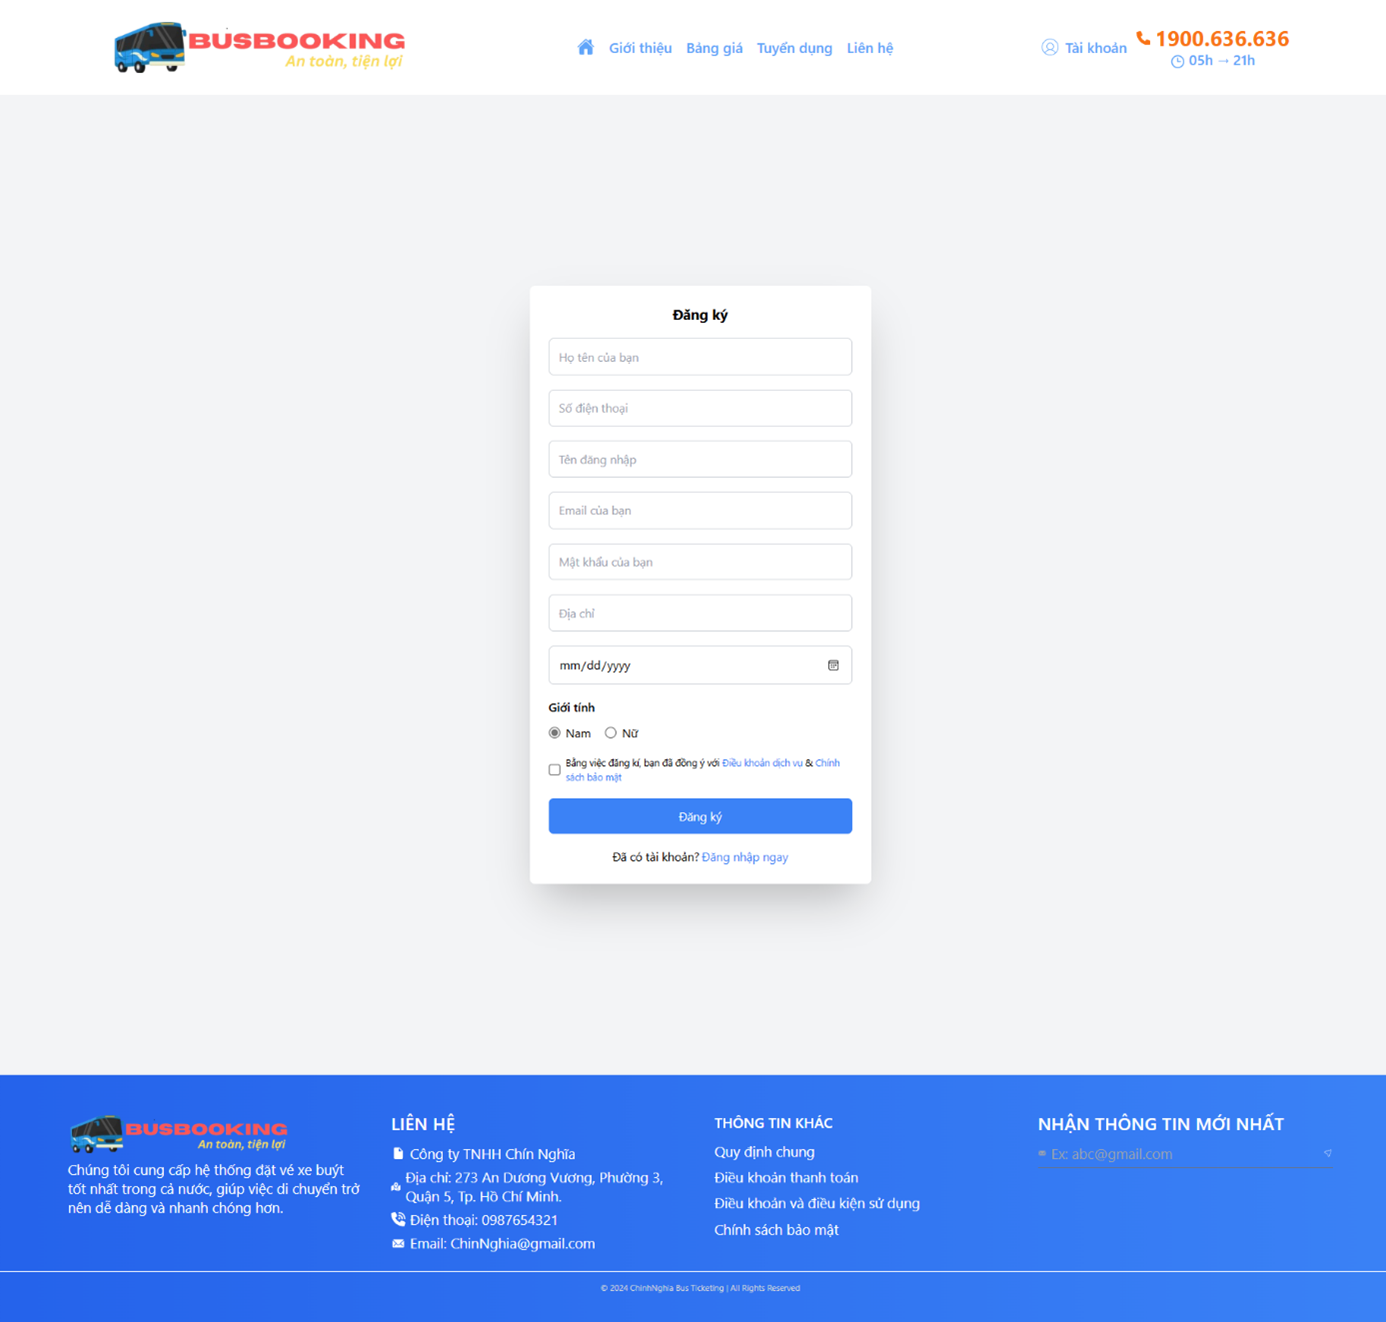 BUSBOOKING
An toàn, tiện lợi
Giới thiệu
Bảng giá
Tuyển dụng
Liên hệ
Tài khoản
1900.636.636
05h → 21h
Đăng ký
Họ tên của bạn
Số điện thoại
Tên đăng nhập
Email của bạn
Mật khẩu của bạn
Địa chỉ
mm/dd/yyyy
Giới tính
Nam
Nữ
Bằng việc đăng kí, bạn đã đồng ý với Điều khoản dịch vụ & Chính
sách bảo mật
Đăng ký
Đã có tài khoản? Đăng nhập ngay
BUSBOOKING
An toàn, tiện lợi
Chúng tôi cung cấp hệ thống đặt vé xe buýt
tốt nhất trong cả nước, giúp việc di chuyển trở
nên dễ dàng và nhanh chóng hơn.
LIÊN HỆ
Công ty TNHH Chín Nghĩa
Địa chỉ: 273 An Dương Vương, Phường 3,
Quận 5, Tp. Hồ Chí Minh.
Điện thoại: 0987654321
Email: ChinNghia@gmail.com
THÔNG TIN KHÁC
Quy định chung
Điều khoản thanh toán
Điều khoản và điều kiện sử dụng
Chính sách bảo mật
NHẬN THÔNG TIN MỚI NHẤT
Ex: abc@gmail.com
© 2024 ChinhNghia Bus Ticketing | All Rights Reserved